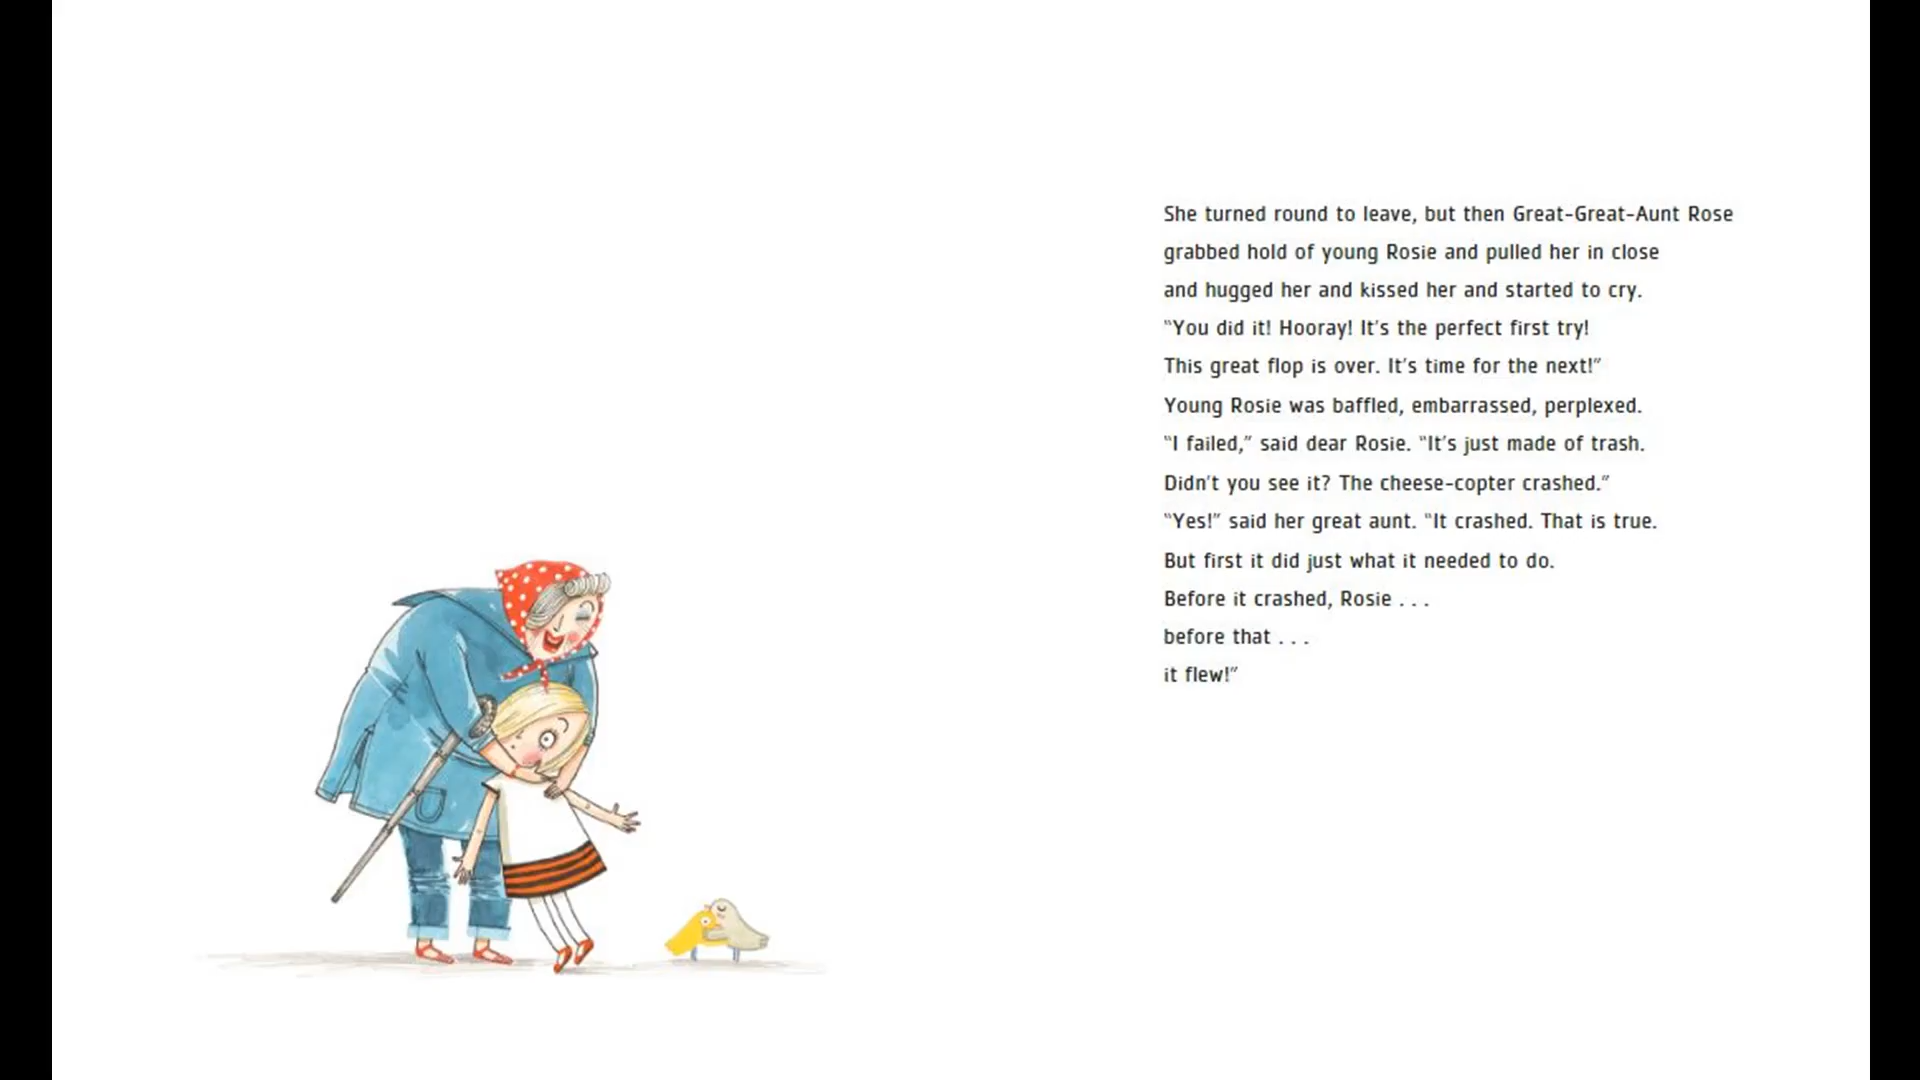 She turned round to leave, but then Great-Great-Aunt Rose
grabbed hold of young Rosie and pulled her in close
and hugged her and kissed her and started to cry.
“You did it! Hooray! It’s the perfect first try!
This great flop is over. It’s time for the next!”
Young Rosie was baffled, embarrassed, perplexed.
“I failed,” said dear Rosie. “It’s just made of trash.
Didn’t you see it? The cheese-copter crashed.”
“Yes!” said her great aunt. “It crashed. That is true.
But first it did just what it needed to do.
Before it crashed, Rosie . . .
before that . . .
it flew!”